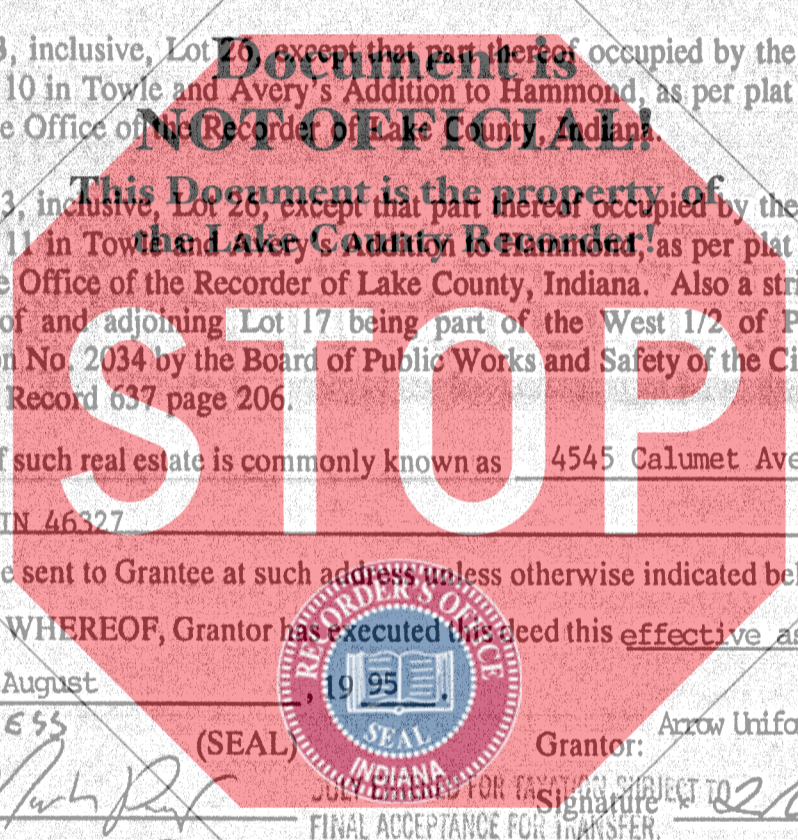 3, inclusive, Lot 26, except that part thereof occupied by the
Document is
10 in Towle and Avery's Addition to Hammond, as per plat
e Office of the Recorder of Lake County, Indiana.
NOT OFFICIAL!
This Document is the property of
3, inclusive, Lot 26, except that part thereof occupied by the
11 in Towle and Avery's Addition to Hammond, as per plat
the Lake County Recorder!
e Office of the Recorder of Lake County, Indiana. Also a stri
of and adjoining Lot 17 being part of the West 1/2 of P
n No. 2034 by the Board of Public Works and Safety of the Ci
Record 637 page 206.
STOP
f such real estate is commonly known as 4545 Calumet Ave
IN 46327
e sent to Grantee at such address unless otherwise indicated bel
WHEREOF, Grantor has executed this deed this effective as
August , 19 95 .
RECORDER'S OFFICE
SEAL
INDIANA
ESS
(SEAL) Grantor: Arrow Unifo
Signature
FOR TAXATION SUBJECT TO
FINAL ACCEPTANCE FOR TRANSFER